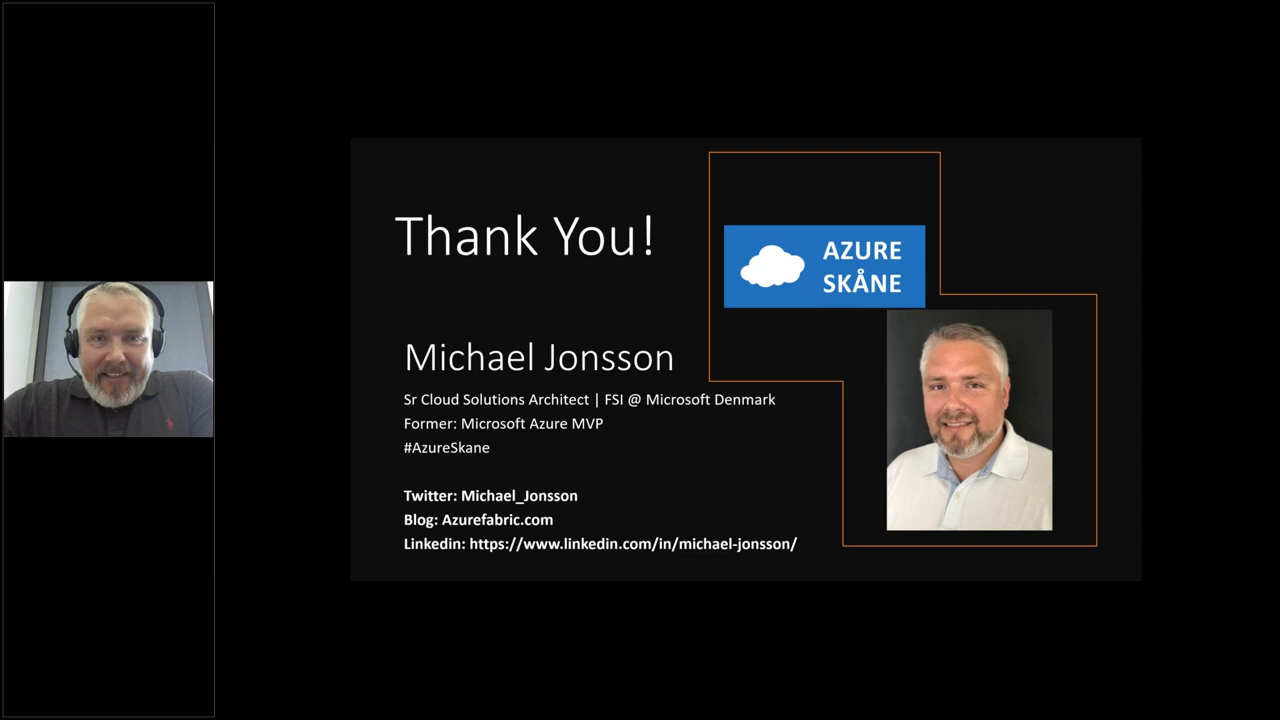 Thank You!
AZURE
SKÅNE
Michael Jonsson
Sr Cloud Solutions Architect | FSI @ Microsoft Denmark
Former: Microsoft Azure MVP
#AzureSkane
Twitter: Michael_Jonsson
Blog: Azurefabric.com
Linkedin: https://www.linkedin.com/in/michael-jonsson/